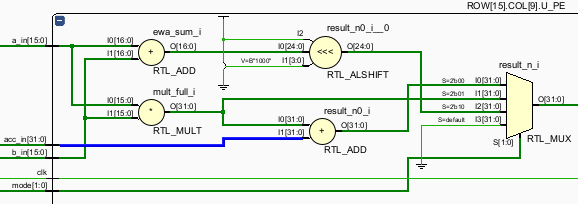 ROW[15].COL[9].U_PE
ewa_sum_i
result_n0_i__0
a_in[15:0]
I0[16:0]
I1[16:0]
+
O[16:0]
RTL_ADD
I2
I0[24:0]
V=B"1000"
I1[3:0]
<<<
O[24:0]
RTL_ALSHIFT
result_n_i
mult_full_i
I0[15:0]
I1[15:0]
*
O[31:0]
RTL_MULT
result_n0_i
I0[31:0]
I1[31:0]
+
O[31:0]
RTL_ADD
S=2'b00
I0[31:0]
S=2'b01
I1[31:0]
S=2'b10
I2[31:0]
S=default
I3[31:0]
O[31:0]
S[1:0]
RTL_MUX
acc_in[31:0]
b_in[15:0]
clk
mode[1:0]